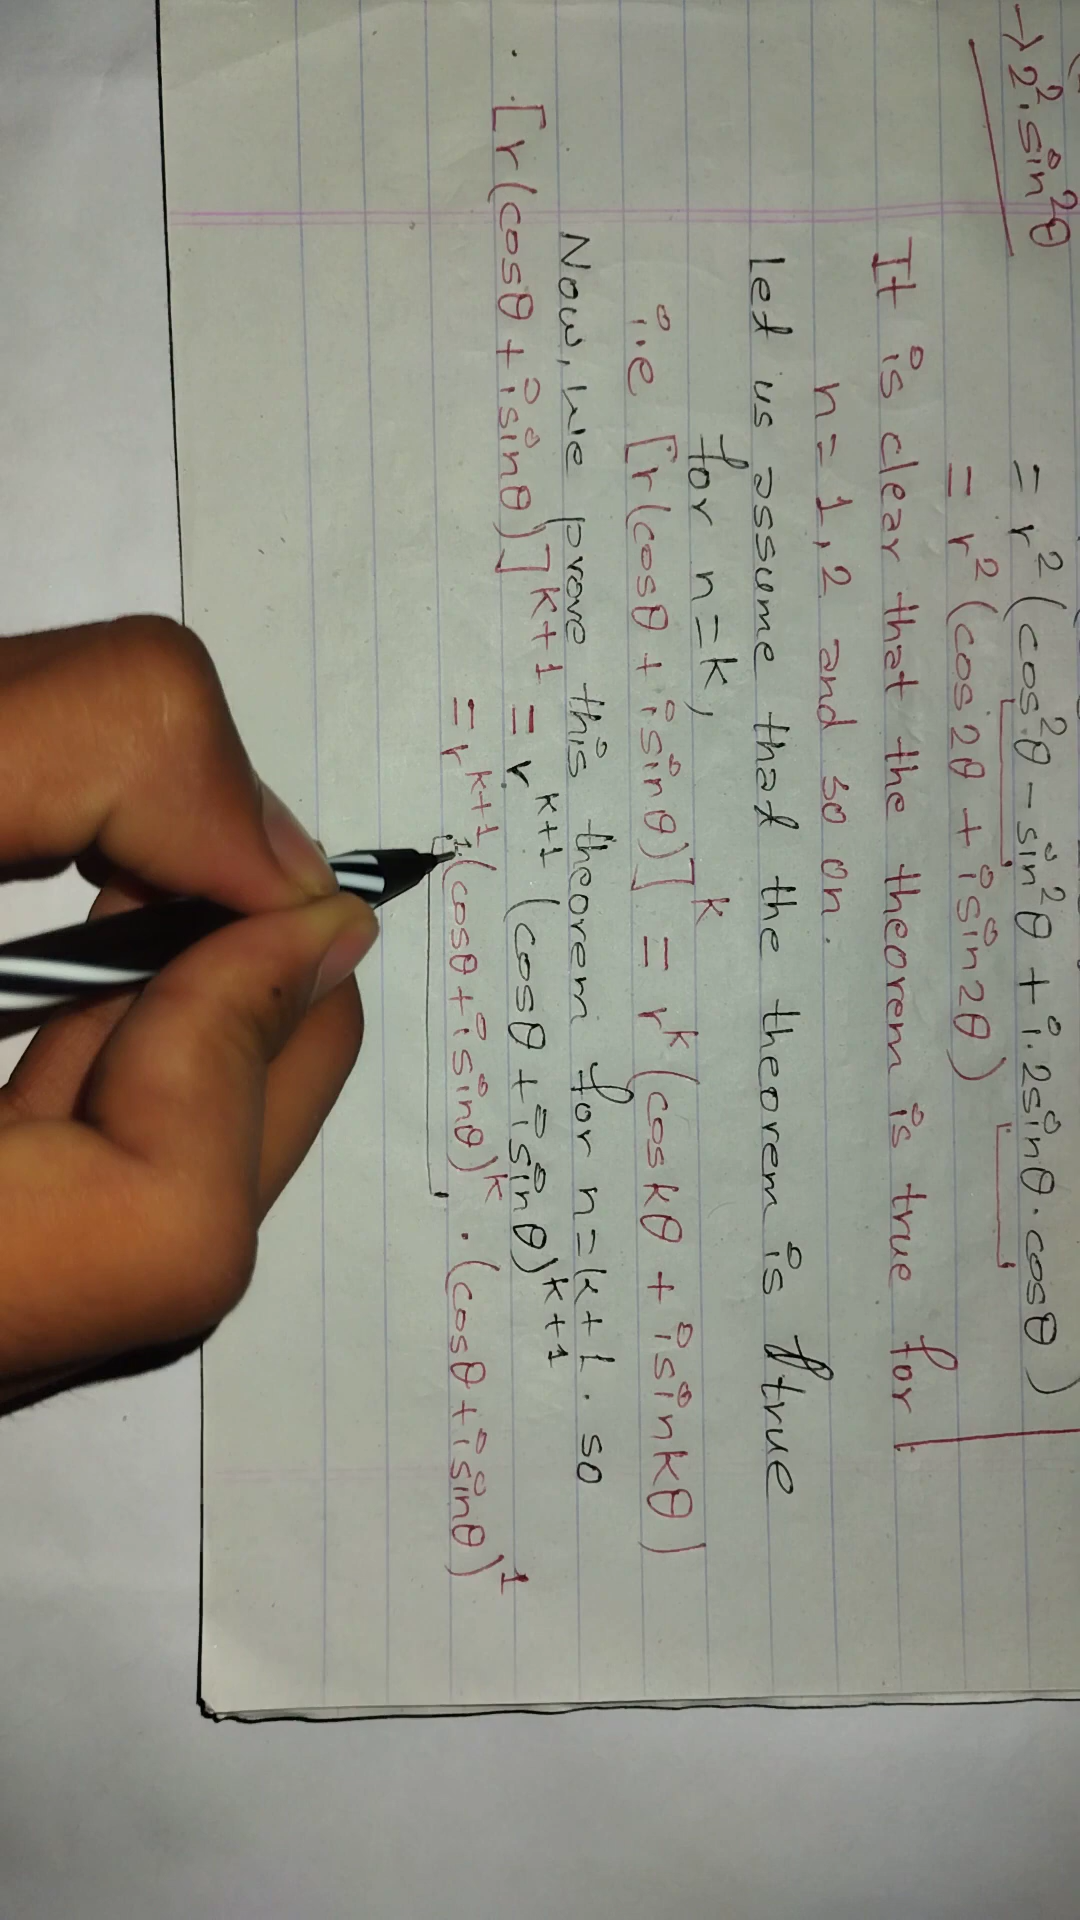 = r² (cos²θ - sin²θ + i.2sinθ.cosθ)
→ 2².sin²θ
= r² (cos2θ + isin2θ)
It is clear that the theorem is true for
n = 1, 2 and so on.
let us assume that the theorem is true
for n = k,
i.e [r(cosθ + isinθ)]^k = r^k (coskθ + isinkθ)
Now, we prove this theorem for n = k+1. so
[r(cosθ + isinθ)]^k+1 = r^k+1 (cosθ + isinθ)^k+1
= r^k+1 (cosθ + isinθ)^k . (cosθ + isinθ)^1